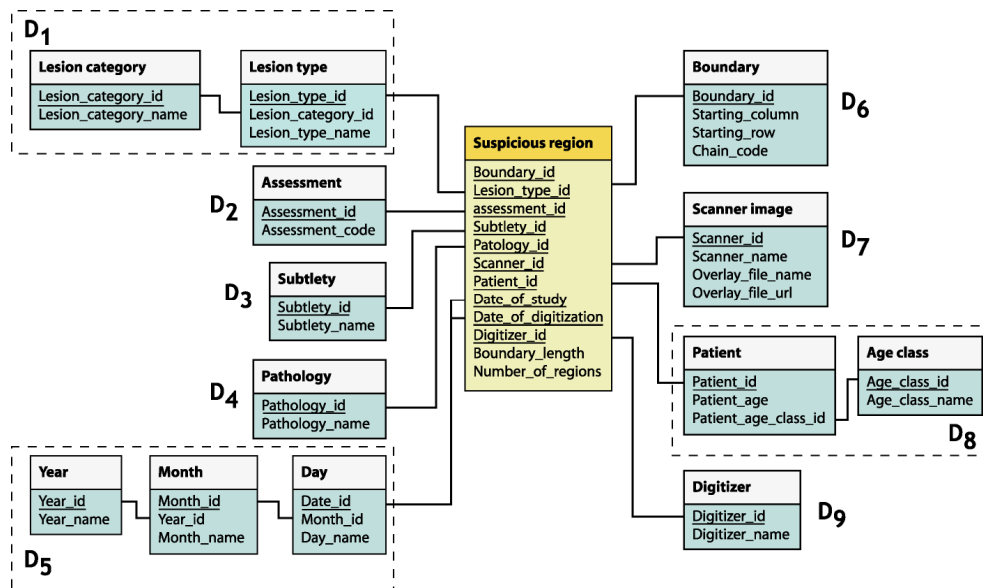 D1
Lesion category
Lesion_category_id
Lesion_category_name
Lesion type
Lesion_type_id
Lesion_category_id
Lesion_type_name
D2
Assessment
Assessment_id
Assessment_code
D3
Subtlety
Subtlety_id
Subtlety_name
D4
Pathology
Pathology_id
Pathology_name
Year
Year_id
Year_name
Month
Month_id
Year_id
Month_name
Day
Date_id
Month_id
Day_name
D5
Suspicious region
Boundary_id
Lesion_type_id
assessment_id
Subtlety_id
Patology_id
Scanner_id
Patient_id
Date_of_study
Date_of_digitization
Digitizer_id
Boundary_length
Number_of_regions
Boundary
Boundary_id
Starting_column
Starting_row
Chain_code
D6
Scanner image
Scanner_id
Scanner_name
Overlay_file_name
Overlay_file_url
D7
Patient
Patient_id
Patient_age
Patient_age_class_id
Age class
Age_class_id
Age_class_name
D8
Digitizer
Digitizer_id
Digitizer_name
D9